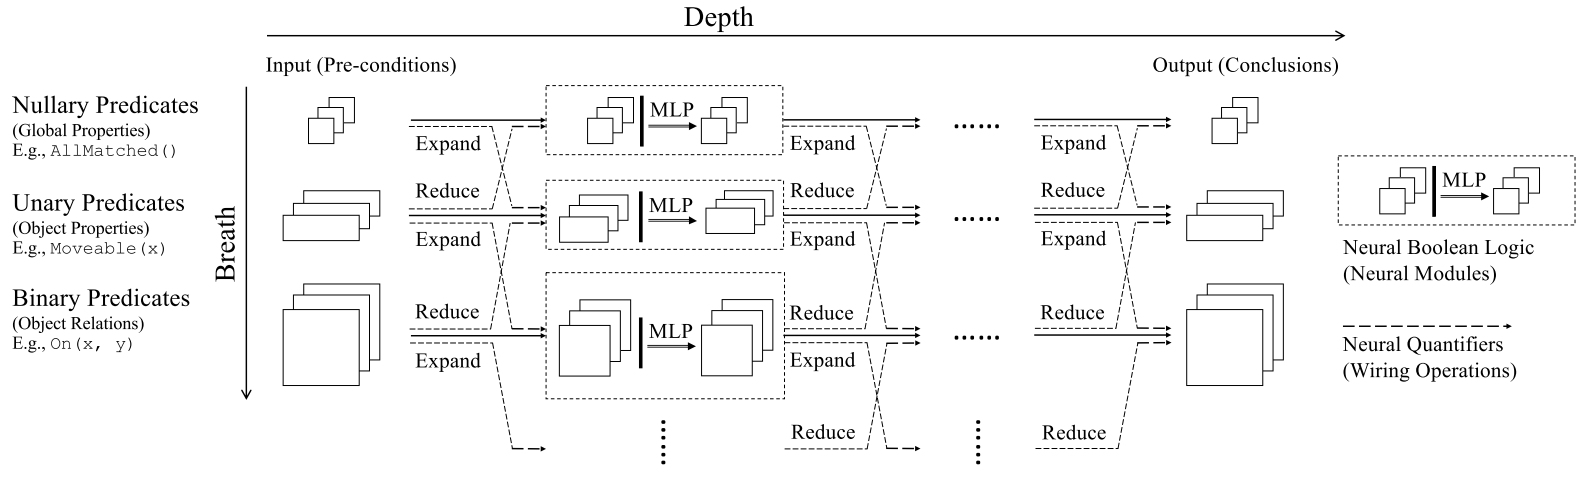 Depth
Input (Pre-conditions)
Output (Conclusions)
Nullary Predicates
(Global Properties)
E.g., AllMatched()
Unary Predicates
(Object Properties)
E.g., Moveable(x)
Binary Predicates
(Object Relations)
E.g., On(x, y)
Breath
Expand
Reduce
Expand
Reduce
Expand
MLP
MLP
MLP
Expand
Reduce
Expand
Reduce
Expand
Reduce
Expand
Reduce
Expand
Reduce
Reduce
MLP
Neural Boolean Logic
(Neural Modules)
Neural Quantifiers
(Wiring Operations)